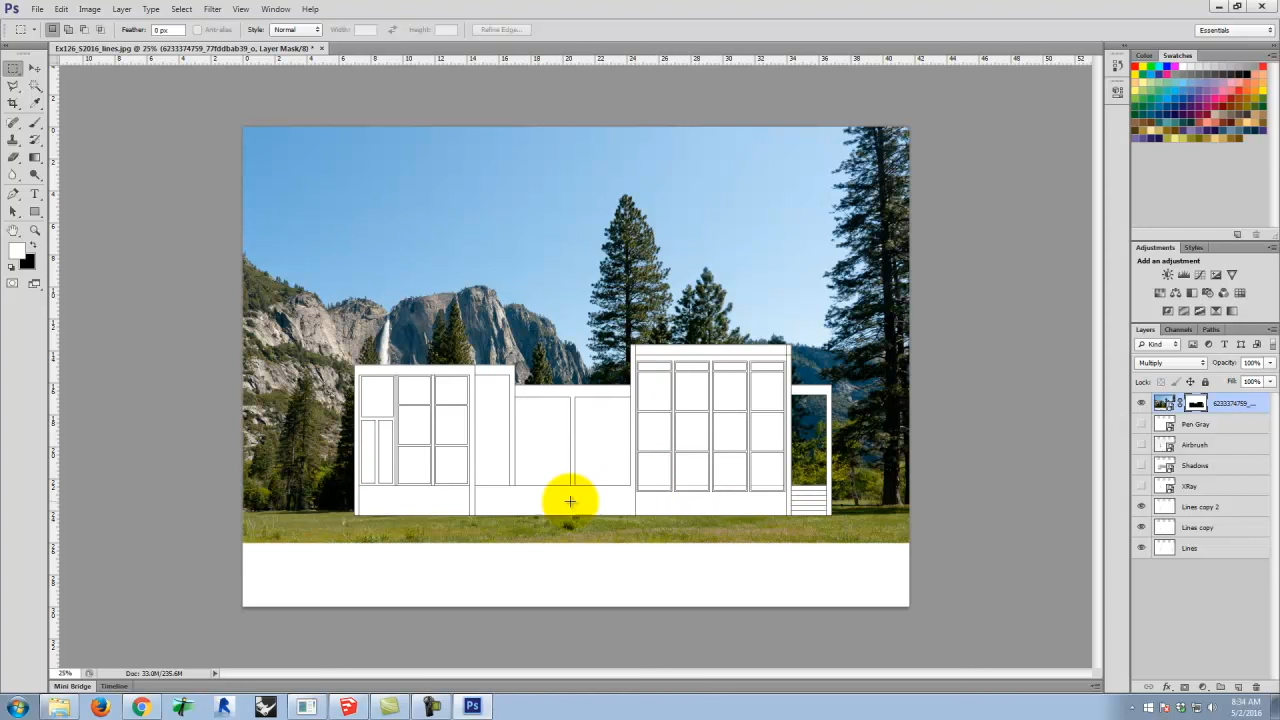 Ps File Edit Image Layer Type Select Filter View Window Help
Feather: 0 px Anti-alias Style: Normal Width: Height: Refine Edge... Essentials
Ex126_S2016_lines.jpg @ 25% (6233374759_77fddbab39_o, Layer Mask/8) *
Color Swatches
Adjustments Styles
Add an adjustment
Layers Channels Paths
Kind
Multiply Opacity: 100%
Lock: Fill: 100%
6233374759_...
Pen Gray
Airbrush
Shadows
XRay
Lines copy 2
Lines copy
Lines
25% Doc: 33.0M/235.6M
Mini Bridge Timeline
Ps
8:34 AM
5/2/2016